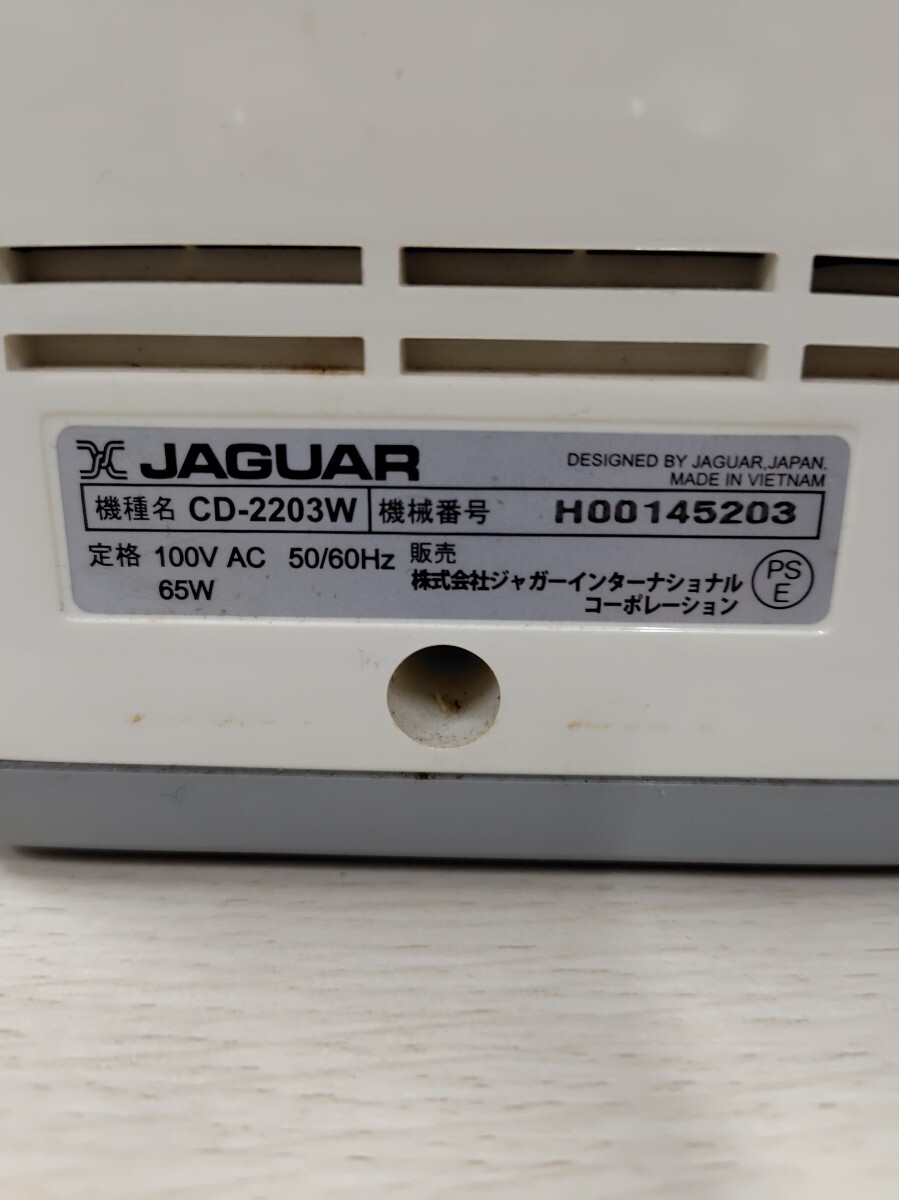 JAGUAR
DESIGNED BY JAGUAR,JAPAN.
MADE IN VIETNAM
機種名 CD-2203W 機械番号 H00145203
定格 100V AC 50/60Hz
65W
販売
株式会社ジャガーインターナショナル
コーポレーション
PS
E